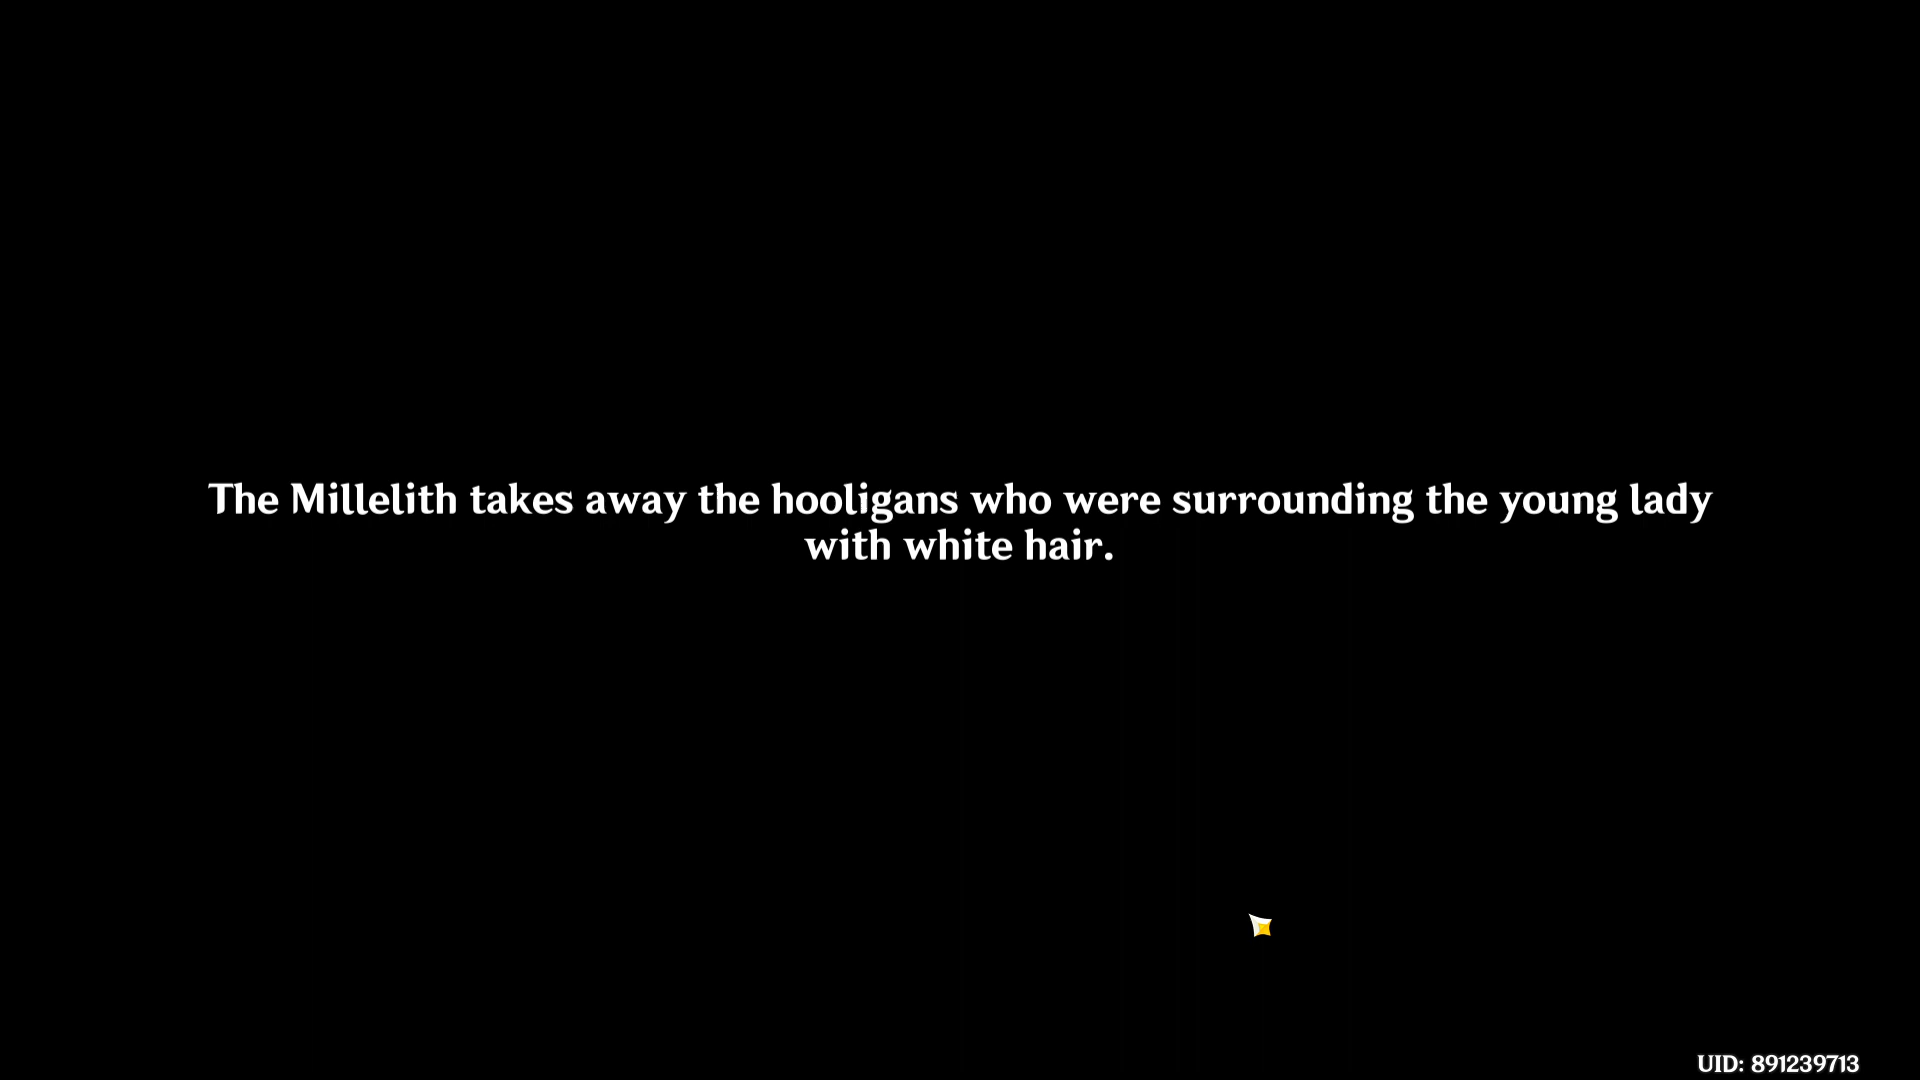 The Millelith takes away the hooligans who were surrounding the young lady
with white hair.
UID: 891239713